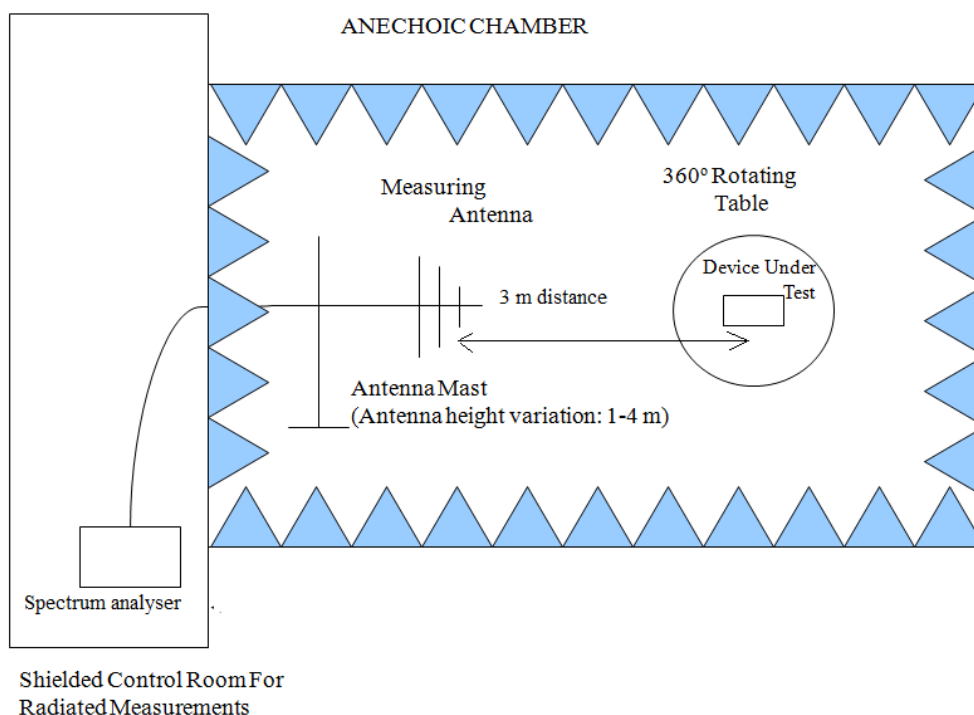 ANECHOIC CHAMBER
Measuring
Antenna
360º Rotating
Table
Device Under
Test
3 m distance
Antenna Mast
(Antenna height variation: 1-4 m)
Spectrum analyser
Shielded Control Room For
Radiated Measurements